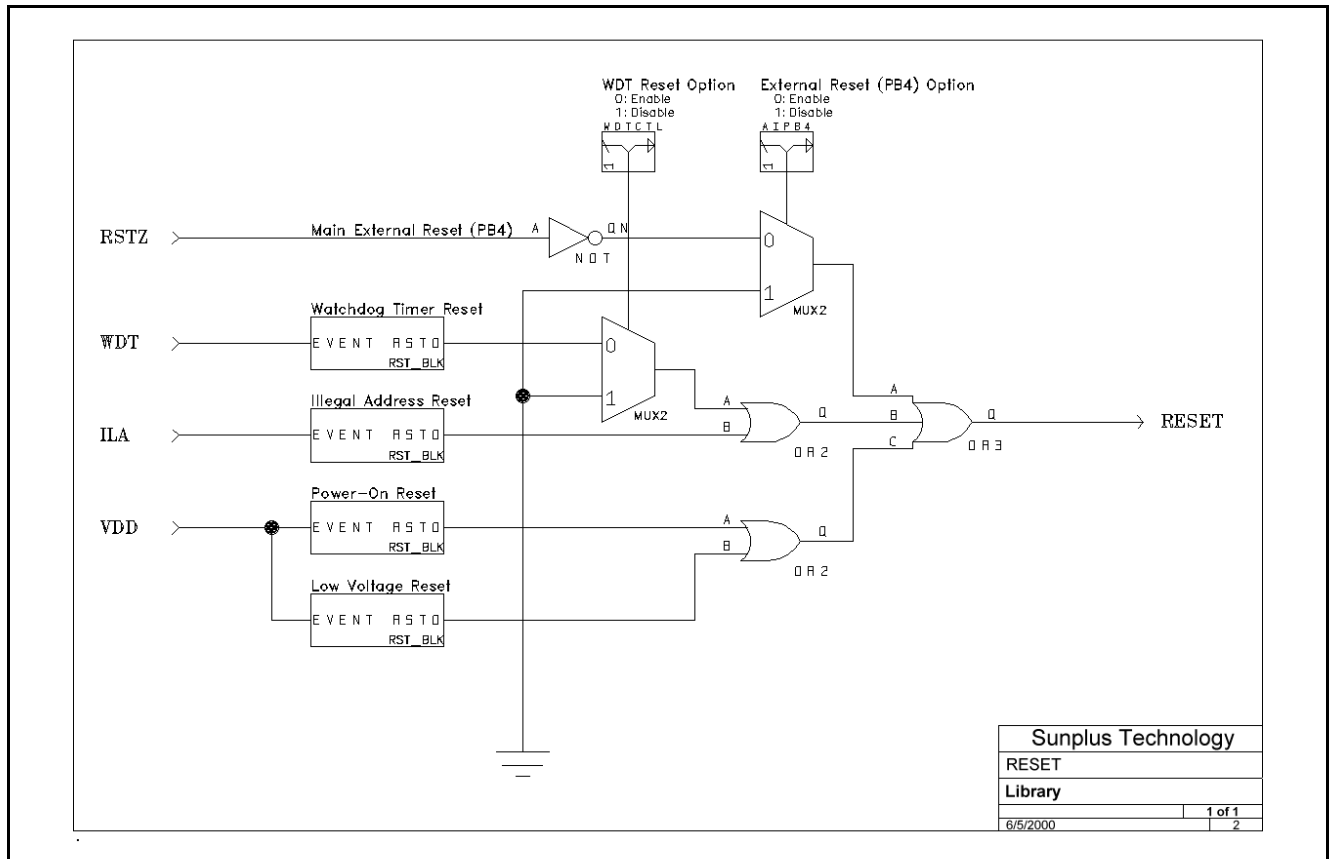 WDT Reset Option
0: Enable
1: Disable
WDTCTL
1
External Reset (PB4) Option
0: Enable
1: Disable
AIPB4
1
RSTZ
Main External Reset (PB4)
A
QN
NOT
0
1
MUX2
WDT
Watchdog Timer Reset
EVENT RSTO
RST_BLK
0
1
MUX2
ILA
Illegal Address Reset
EVENT RSTO
RST_BLK
A
B
Q
OR2
A
B
C
Q
OR3
RESET
VDD
Power-On Reset
EVENT RSTO
RST_BLK
A
B
Q
OR2
Low Voltage Reset
EVENT RSTO
RST_BLK
Sunplus Technology
RESET
Library
1 of 1
6/5/2000
2